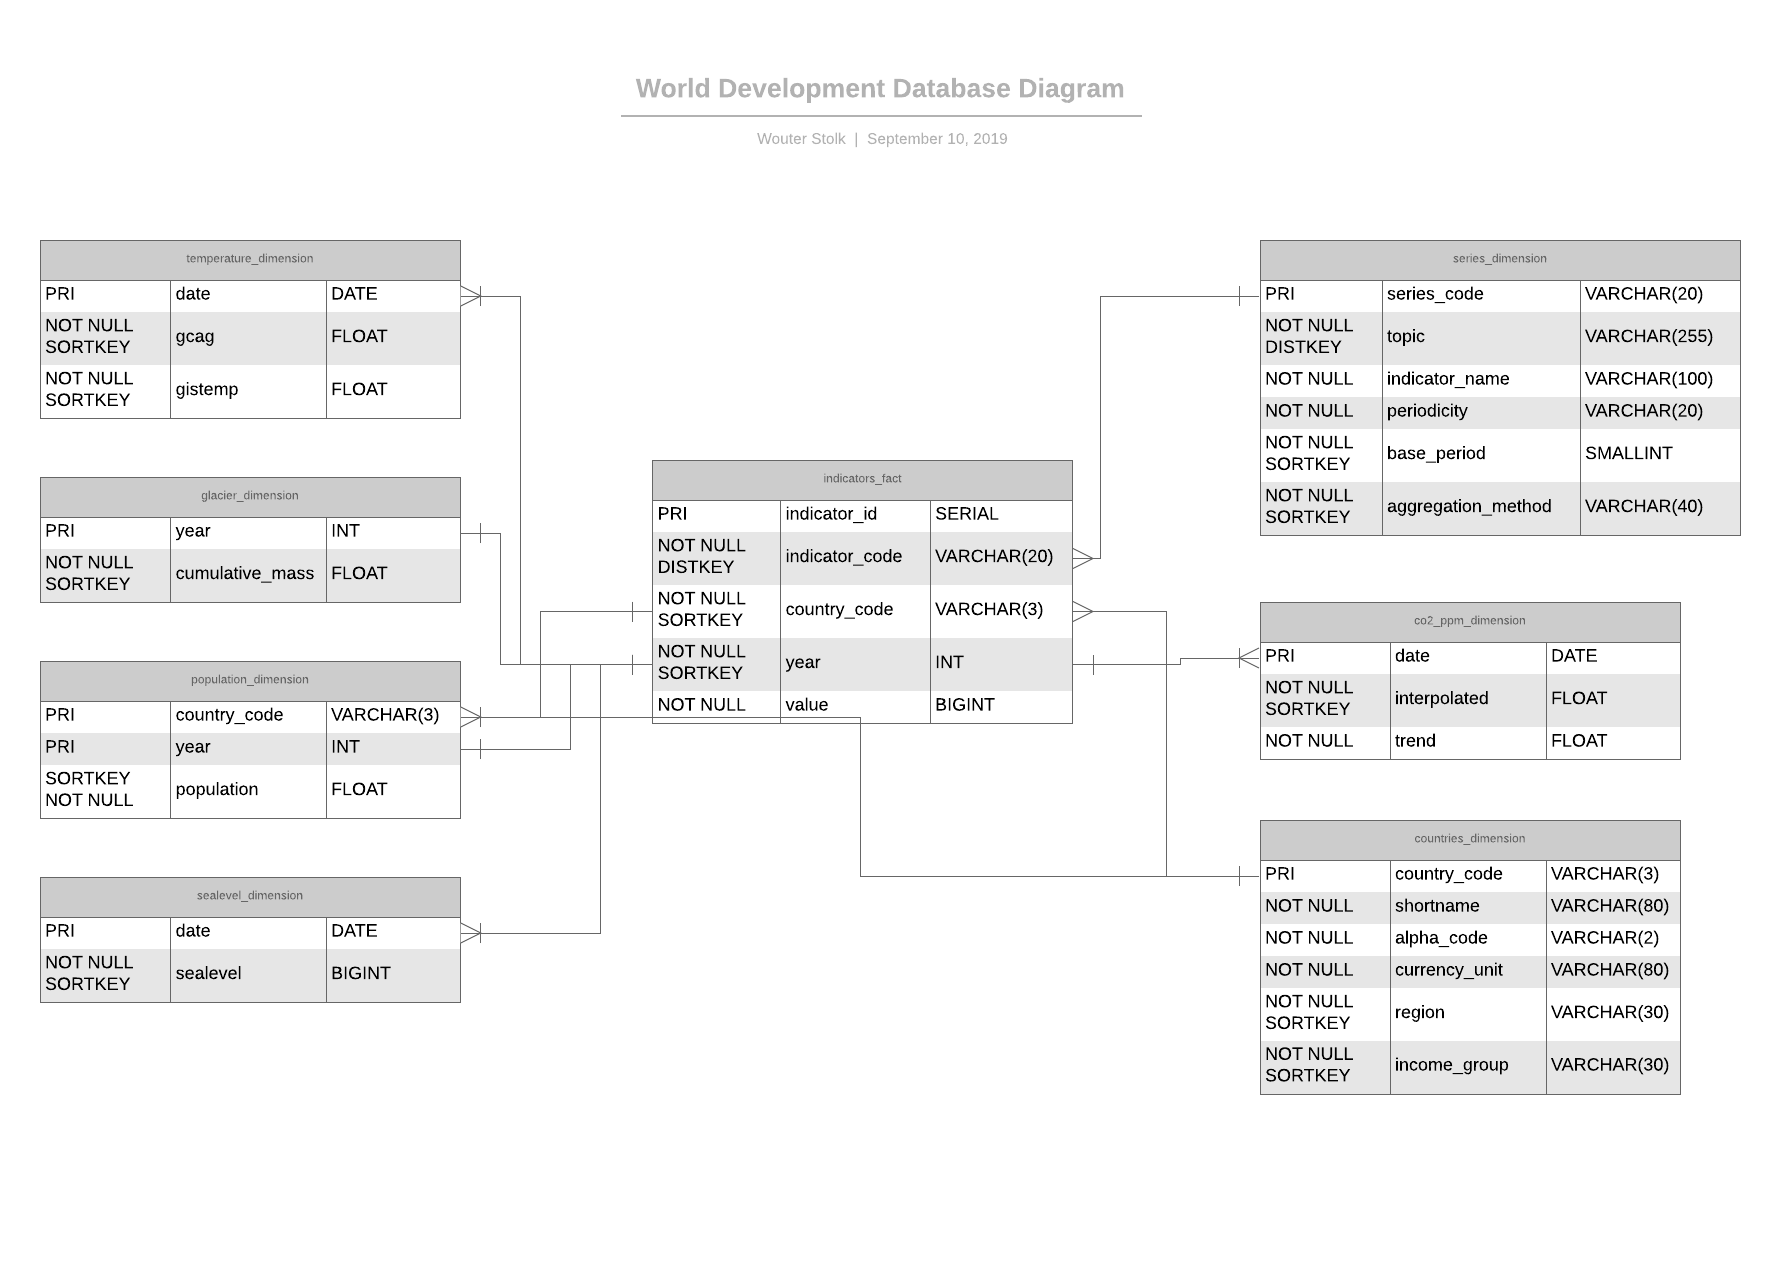 World Development Database Diagram
Wouter Stolk | September 10, 2019
temperature_dimension
PRI date DATE
NOT NULL
SORTKEY
gcag FLOAT
NOT NULL
SORTKEY
gistemp FLOAT
glacier_dimension
PRI year INT
NOT NULL
SORTKEY
cumulative_mass FLOAT
population_dimension
PRI country_code VARCHAR(3)
PRI year INT
SORTKEY
NOT NULL
population FLOAT
sealevel_dimension
PRI date DATE
NOT NULL
SORTKEY
sealevel BIGINT
indicators_fact
PRI indicator_id SERIAL
NOT NULL
DISTKEY
indicator_code VARCHAR(20)
NOT NULL
SORTKEY
country_code VARCHAR(3)
NOT NULL
SORTKEY
year INT
NOT NULL value BIGINT
series_dimension
PRI series_code VARCHAR(20)
NOT NULL
DISTKEY
topic VARCHAR(255)
NOT NULL indicator_name VARCHAR(100)
NOT NULL periodicity VARCHAR(20)
NOT NULL
SORTKEY
base_period SMALLINT
NOT NULL
SORTKEY
aggregation_method VARCHAR(40)
co2_ppm_dimension
PRI date DATE
NOT NULL
SORTKEY
interpolated FLOAT
NOT NULL trend FLOAT
countries_dimension
PRI country_code VARCHAR(3)
NOT NULL shortname VARCHAR(80)
NOT NULL alpha_code VARCHAR(2)
NOT NULL currency_unit VARCHAR(80)
NOT NULL
SORTKEY
region VARCHAR(30)
NOT NULL
SORTKEY
income_group VARCHAR(30)